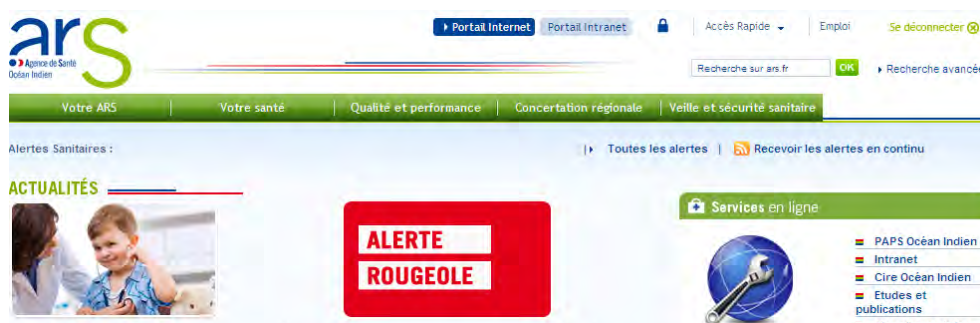 ars
Agence de Santé
Océan Indien
Portail Internet
Portail Intranet
Accès Rapide
Emploi
Se déconnecter
Recherche sur ars.fr
OK
Recherche avancée
Votre ARS
Votre santé
Qualité et performance
Concertation régionale
Veille et sécurité sanitaire
Alertes Sanitaires :
Toutes les alertes
|
Recevoir les alertes en continu
ACTUALITÉS
ALERTE
ROUGEOLE
Services en ligne
PAPS Océan Indien
Intranet
Cire Océan Indien
Etudes et
publications